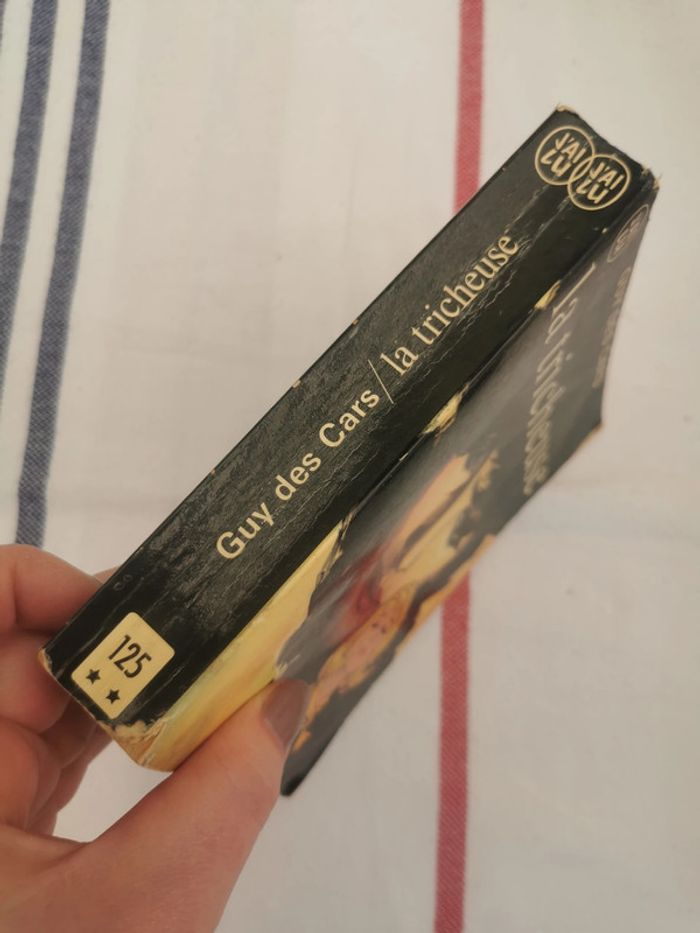 J'AI LU
J'AI LU
Guy des Cars/la tricheuse
125
la tricheuse